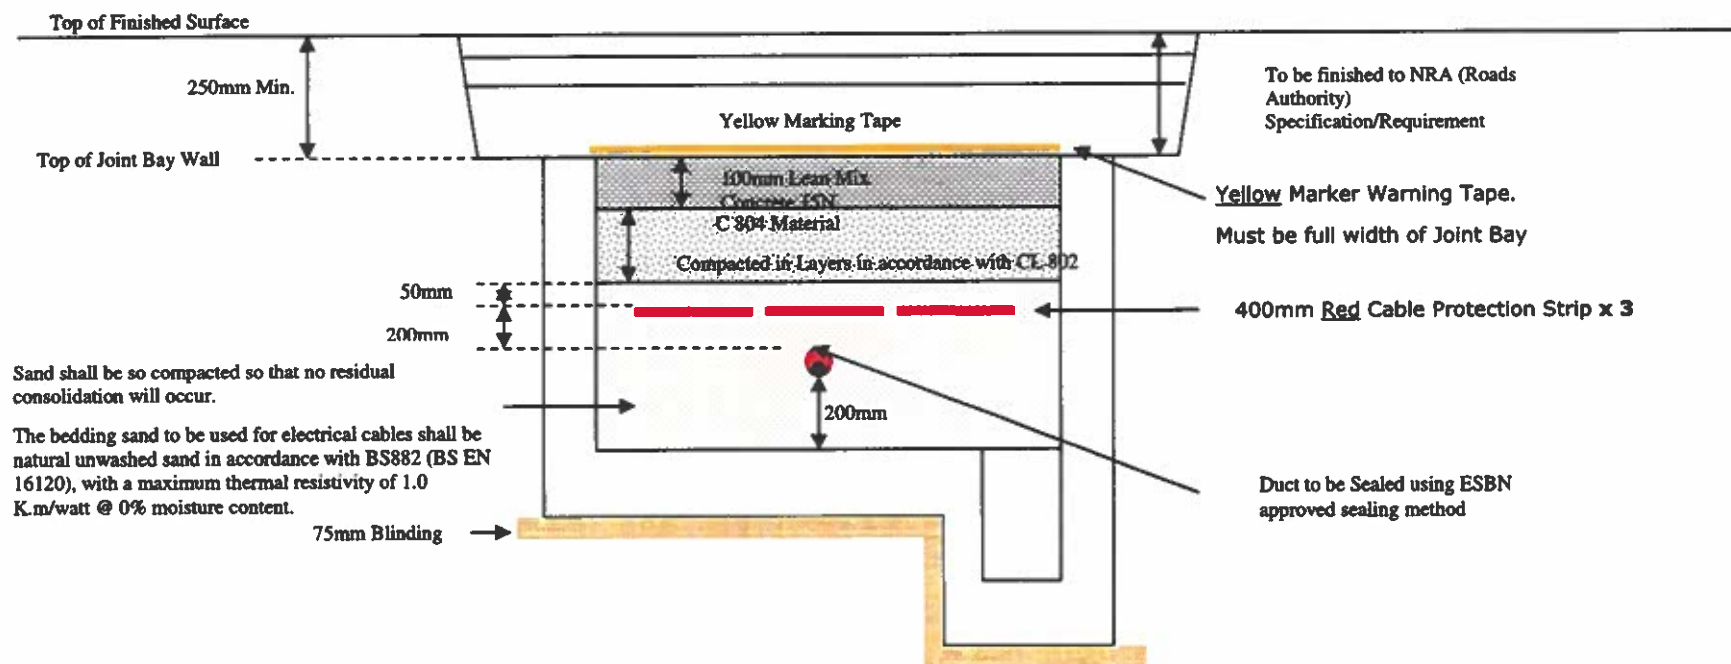 Top of Finished Surface
250mm Min.
To be finished to NRA (Roads
Authority)
Specification/Requirement
Yellow Marking Tape
Top of Joint Bay Wall
100mm Lean Mix
Concrete 15N
Yellow Marker Warning Tape.
Must be full width of Joint Bay
C 804 Material
Compacted in Layers in accordance with CL 802
50mm
400mm Red Cable Protection Strip x 3
200mm
Sand shall be so compacted so that no residual
consolidation will occur.
200mm
The bedding sand to be used for electrical cables shall be
natural unwashed sand in accordance with BS882 (BS EN
16120), with a maximum thermal resistivity of 1.0
K.m/watt @ 0% moisture content.
Duct to be Sealed using ESBN
approved sealing method
75mm Blinding